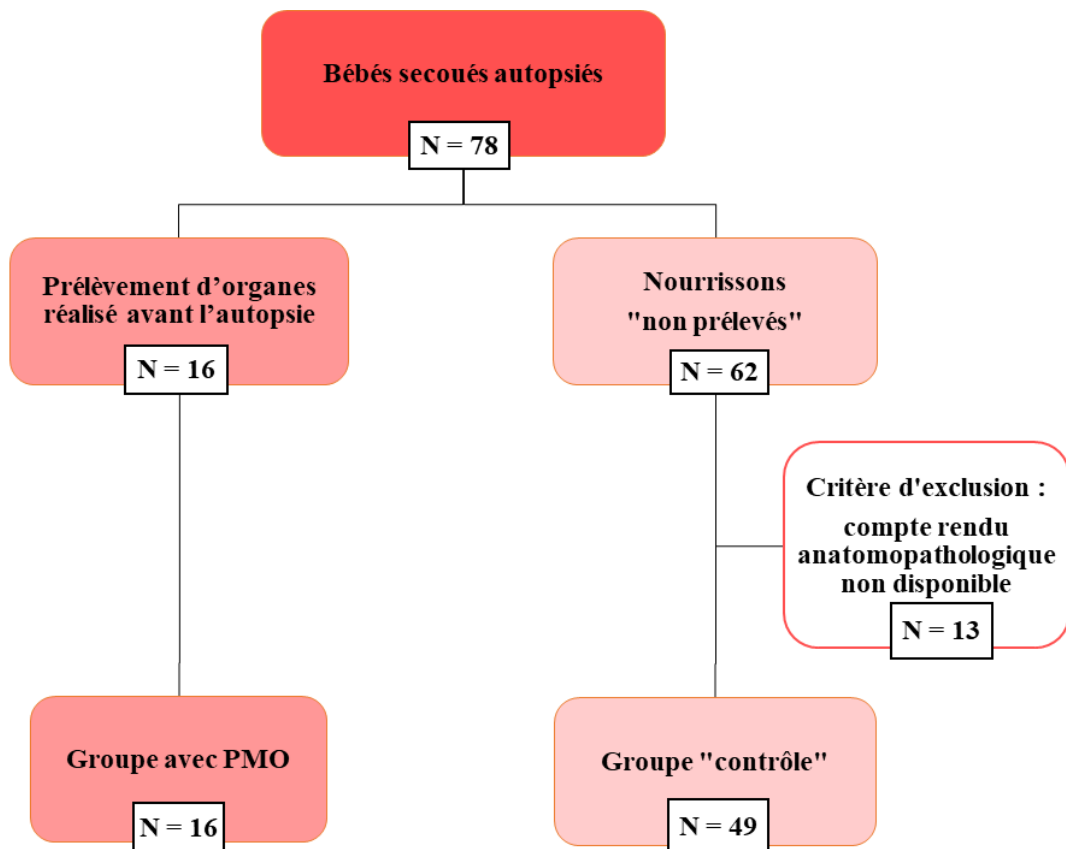 Bébés secoués autopsiés
N = 78
Prélèvement d’organes
réalisé avant l’autopsie
N = 16
Nourrissons
"non prélevés"
N = 62
Critère d'exclusion :
compte rendu
anatomopathologique
non disponible
N = 13
Groupe avec PMO
N = 16
Groupe "contrôle"
N = 49